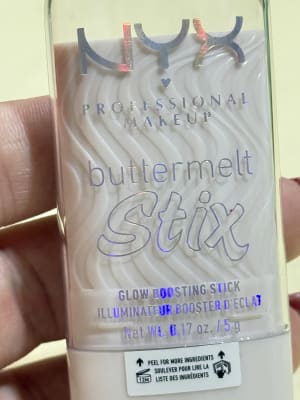 NYX
PROFESSIONAL
MAKEUP
buttermelt
Stix
GLOW BOOSTING STICK
ILLUMINATEUR BOOSTER D'ÉCLAT
Net Wt. 0.17 oz. / 5 g
PEEL FOR MORE INGREDIENTS
SOULEVER POUR LIRE LA
LISTE DES INGRÉDIENTS
12M